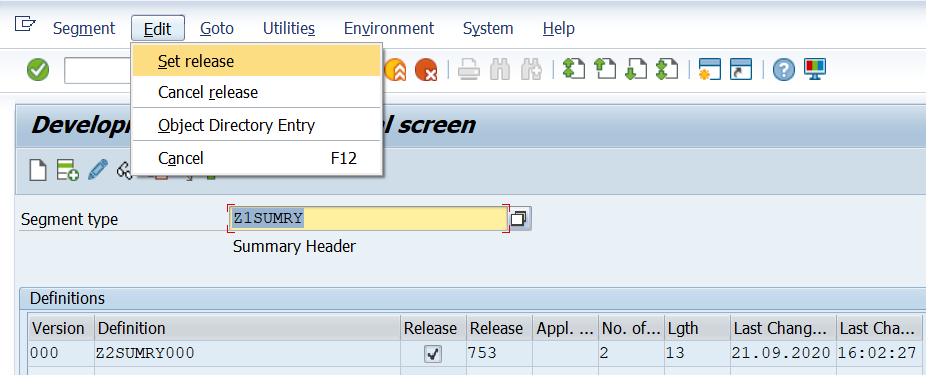 Segment Edit Goto Utilities Environment System Help
Set release
Cancel release
Object Directory Entry
Cancel F12
Developm l screen
Segment type Z1SUMRY
Summary Header
Definitions
Version Definition Release Release Appl. ... No. of... Lgth Last Chang... Last Cha...
000 Z2SUMRY000 753 2 13 21.09.2020 16:02:27